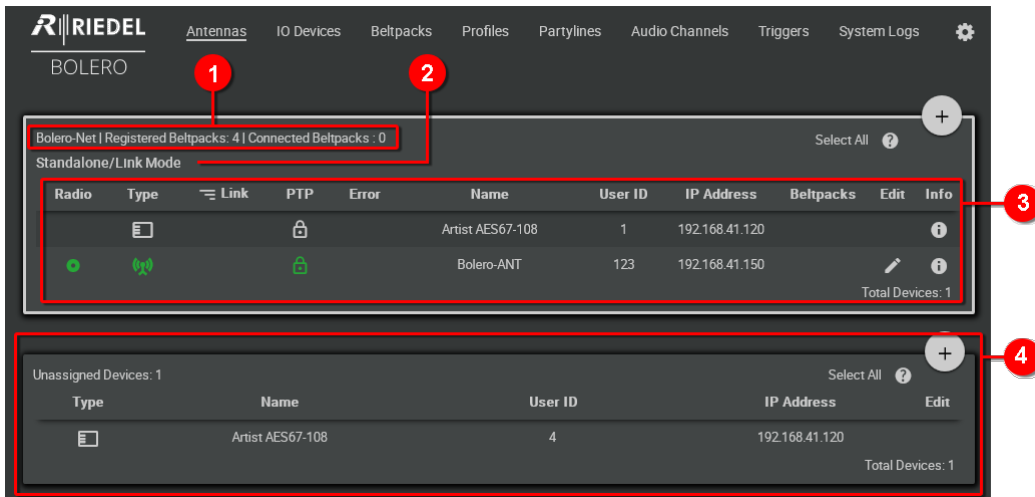 RIEDEL
BOLERO
Antennas IO Devices Beltpacks Profiles Partylines Audio Channels Triggers System Logs
1
2
+
Bolero-Net | Registered Beltpacks: 4 | Connected Beltpacks : 0
Select All ?
Standalone/Link Mode
Radio Type Link PTP Error Name User ID IP Address Beltpacks Edit Info
3
Artist AES67-108 1 192.168.41.120
Bolero-ANT 123 192.168.41.150
Total Devices: 1
+
4
Unassigned Devices: 1
Select All ?
Type Name User ID IP Address Edit
Artist AES67-108 4 192.168.41.120
Total Devices: 1